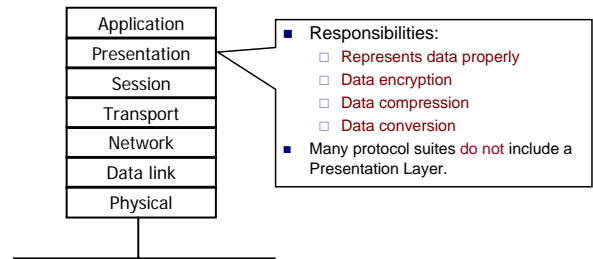 Application
Presentation
Session
Transport
Network
Data link
Physical
Responsibilities:
Represents data properly
Data encryption
Data compression
Data conversion
Many protocol suites do not include a
Presentation Layer.